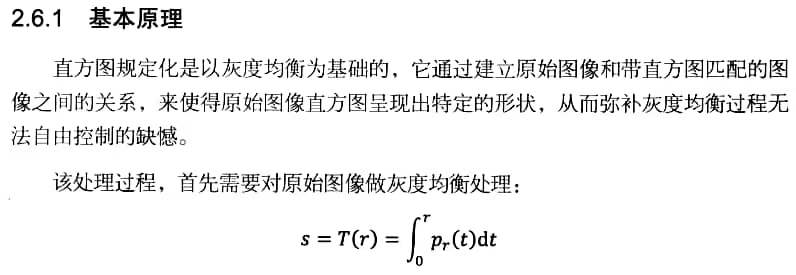 2.6.1 基本原理
直方图规定化是以灰度均衡为基础的，它通过建立原始图像和带直方图匹配的图
像之间的关系，来使得原始图像直方图呈现出特定的形状，从而弥补灰度均衡过程无
法自由控制的缺憾。
该处理过程，首先需要对原始图像做灰度均衡处理：
s = T(r) = ∫₀ʳ pᵣ(t)dt